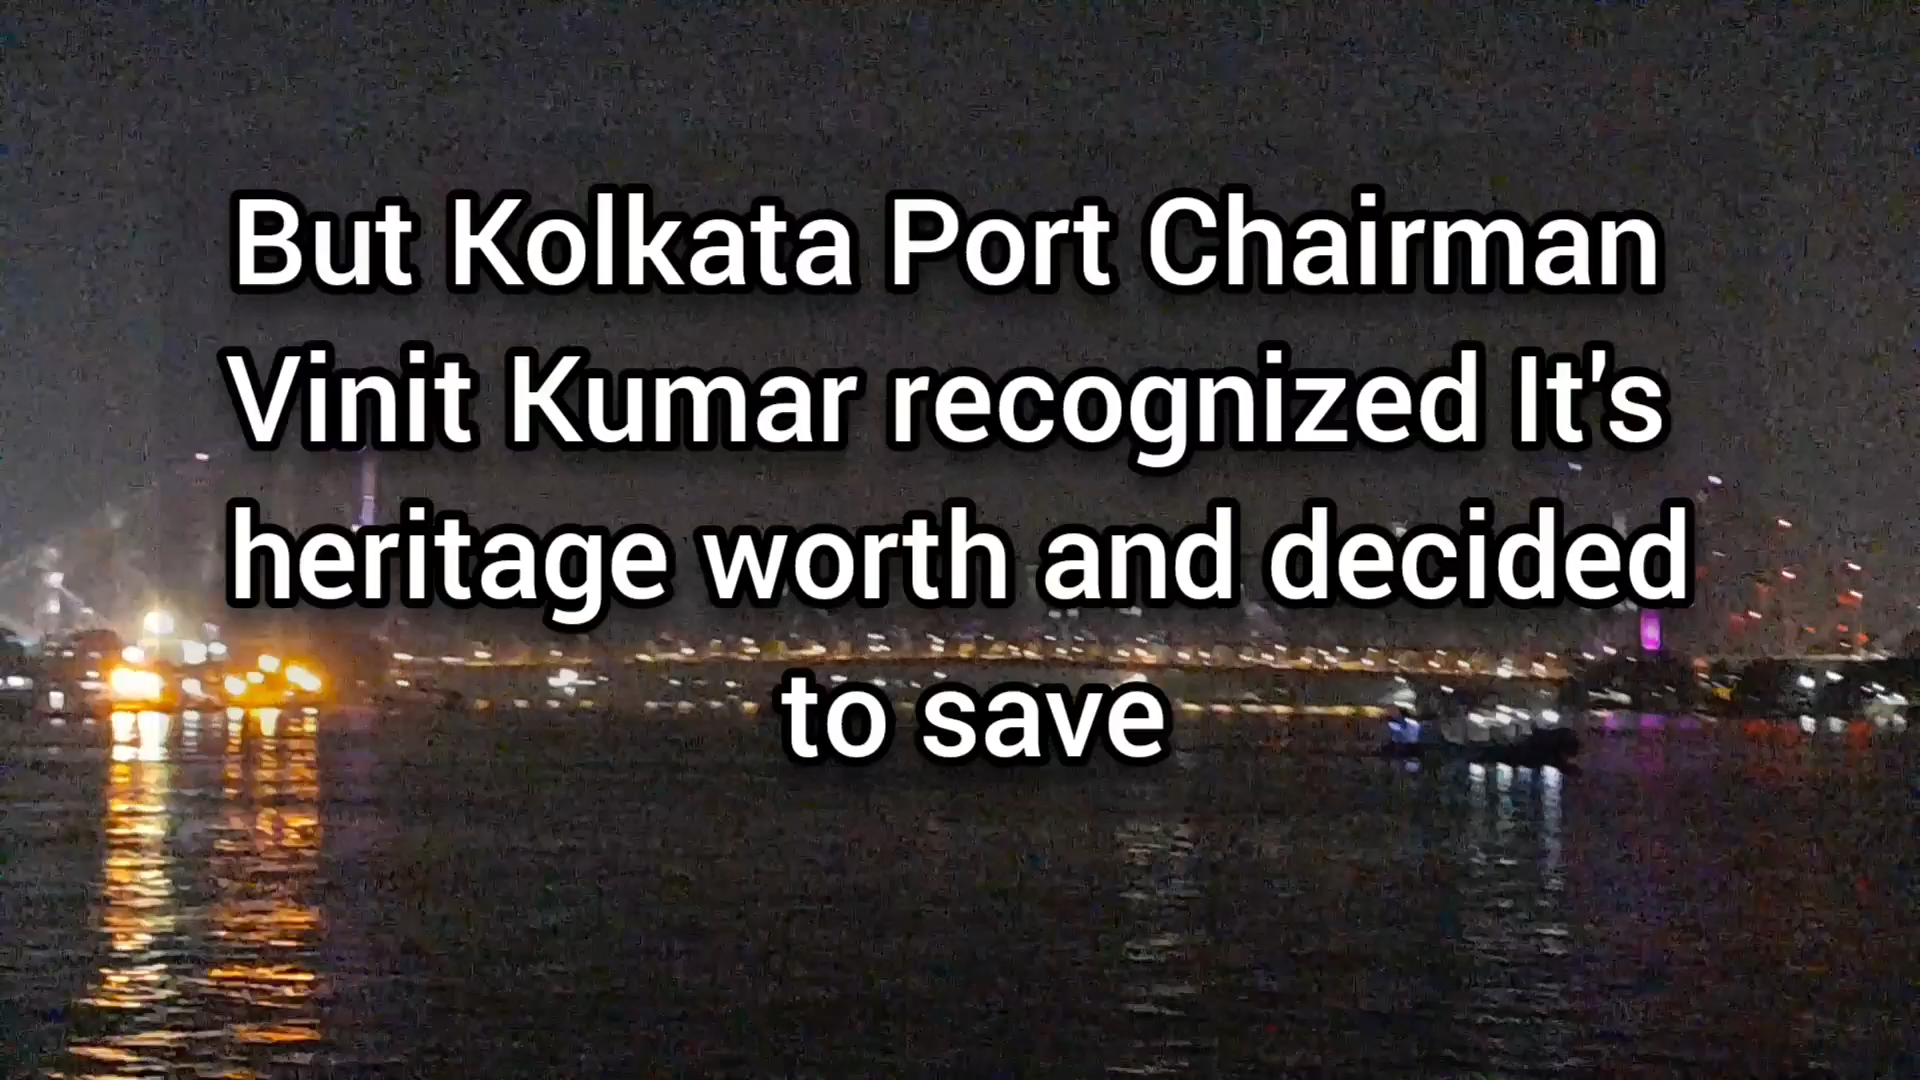 But Kolkata Port Chairman
Vinit Kumar recognized It's
heritage worth and decided
to save